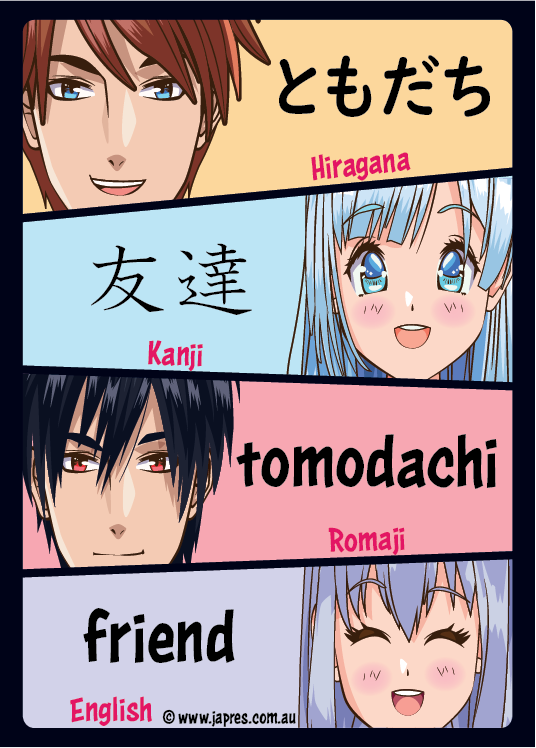 ともだち
Hiragana
友達
Kanji
tomodachi
Romaji
friend
English © www.japres.com.au